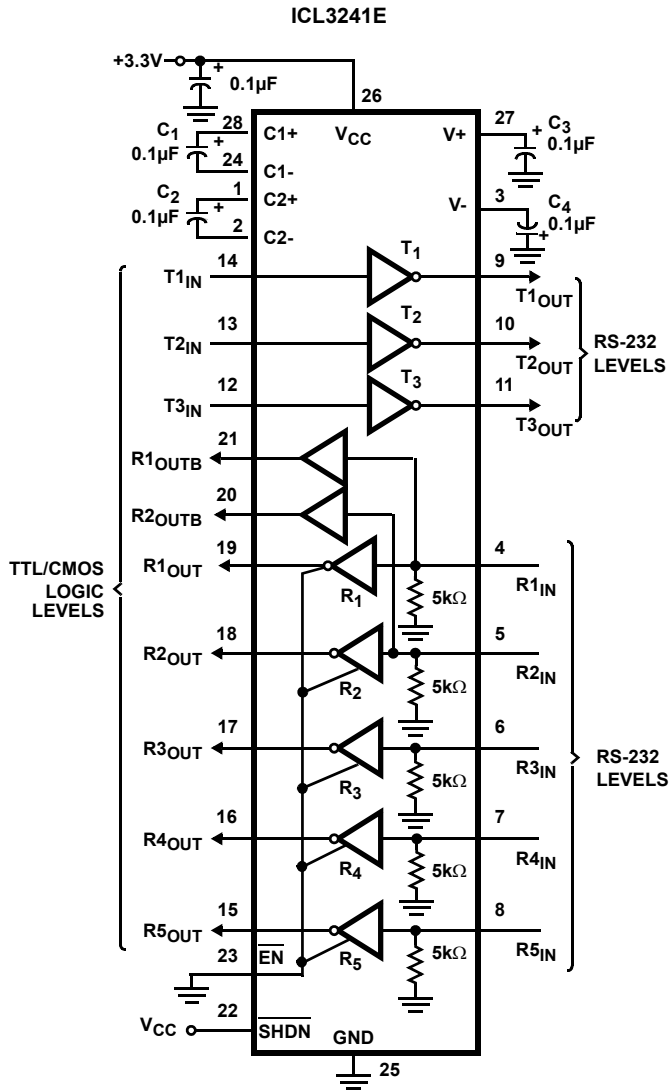 ICL3241E
+3.3V
+
0.1µF
26
C1
0.1µF
+
28
C1+
VCC
V+
27
+
C3
0.1µF
24
C1-
C2
0.1µF
+
1
C2+
V-
3
C4
0.1µF
+
2
C2-
T1IN
14
T1
9
T1OUT
T2IN
13
T2
10
T2OUT
RS-232
LEVELS
T3IN
12
T3
11
T3OUT
R1OUTB
21
R2OUTB
20
TTL/CMOS
LOGIC
LEVELS
R1OUT
19
R1
5kΩ
4
R1IN
R2OUT
18
R2
5kΩ
5
R2IN
R3OUT
17
R3
5kΩ
6
R3IN
RS-232
LEVELS
R4OUT
16
R4
5kΩ
7
R4IN
R5OUT
15
R5
5kΩ
8
R5IN
23
EN
VCC
22
SHDN
GND
25